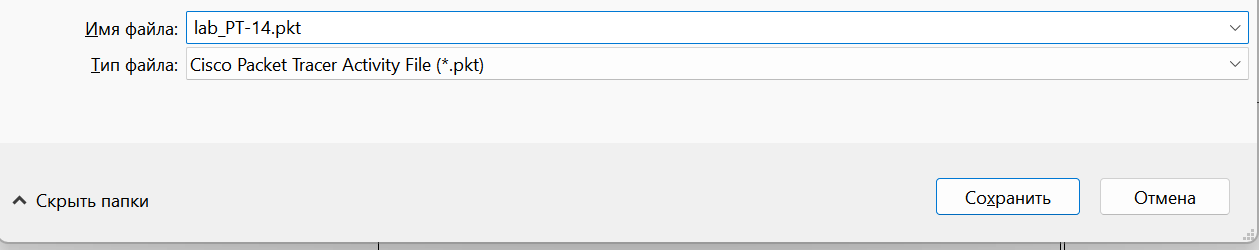 Имя файла: lab_PT-14.pkt
Тип файла: Cisco Packet Tracer Activity File (*.pkt)
Скрыть папки
Сохранить
Отмена